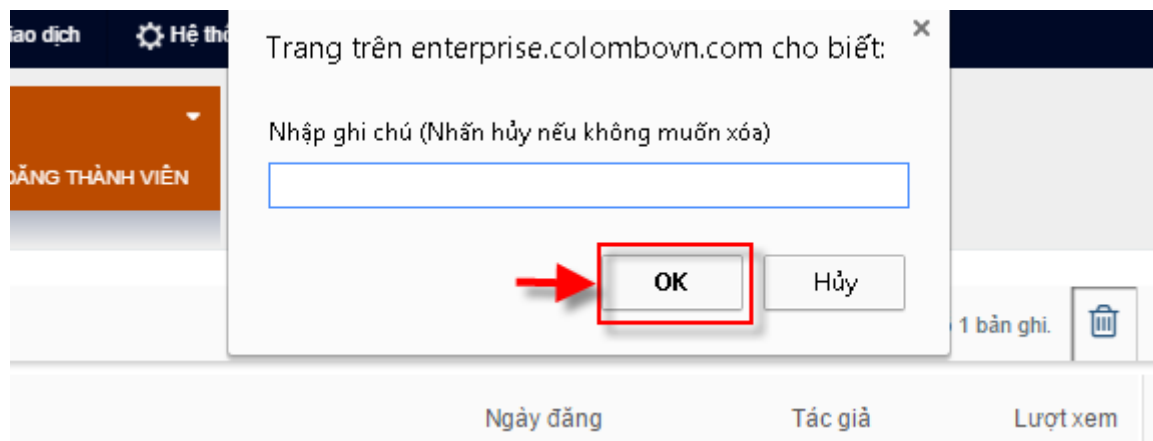 iao dịch Hệ thố
Trang trên enterprise.colombovn.com cho biết:
Nhập ghi chú (Nhấn hủy nếu không muốn xóa)
ĐĂNG THÀNH VIÊN
OK Hủy
1 bản ghi.
Ngày đăng Tác giả Lượt xem